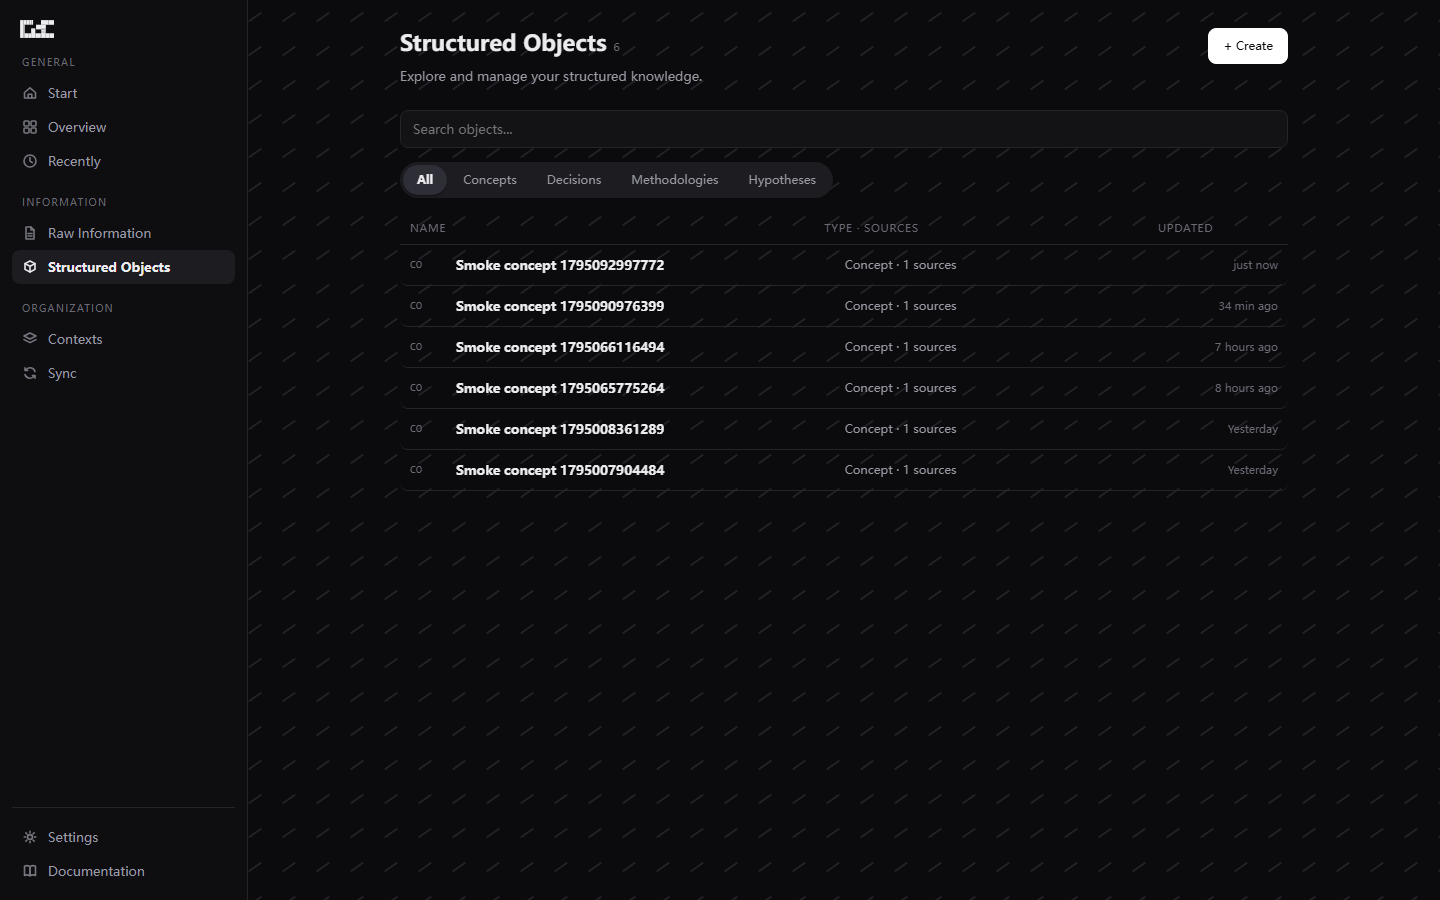 GENERAL
Start
Overview
Recently
INFORMATION
Raw Information
Structured Objects
ORGANIZATION
Contexts
Sync
Settings
Documentation
Structured Objects 6
+ Create
Explore and manage your structured knowledge.
Search objects...
All Concepts Decisions Methodologies Hypotheses
NAME TYPE · SOURCES UPDATED
CO Smoke concept 1795092997772 Concept · 1 sources just now
CO Smoke concept 1795090976399 Concept · 1 sources 34 min ago
CO Smoke concept 1795066116494 Concept · 1 sources 7 hours ago
CO Smoke concept 1795065775264 Concept · 1 sources 8 hours ago
CO Smoke concept 1795008361289 Concept · 1 sources Yesterday
CO Smoke concept 1795007904484 Concept · 1 sources Yesterday